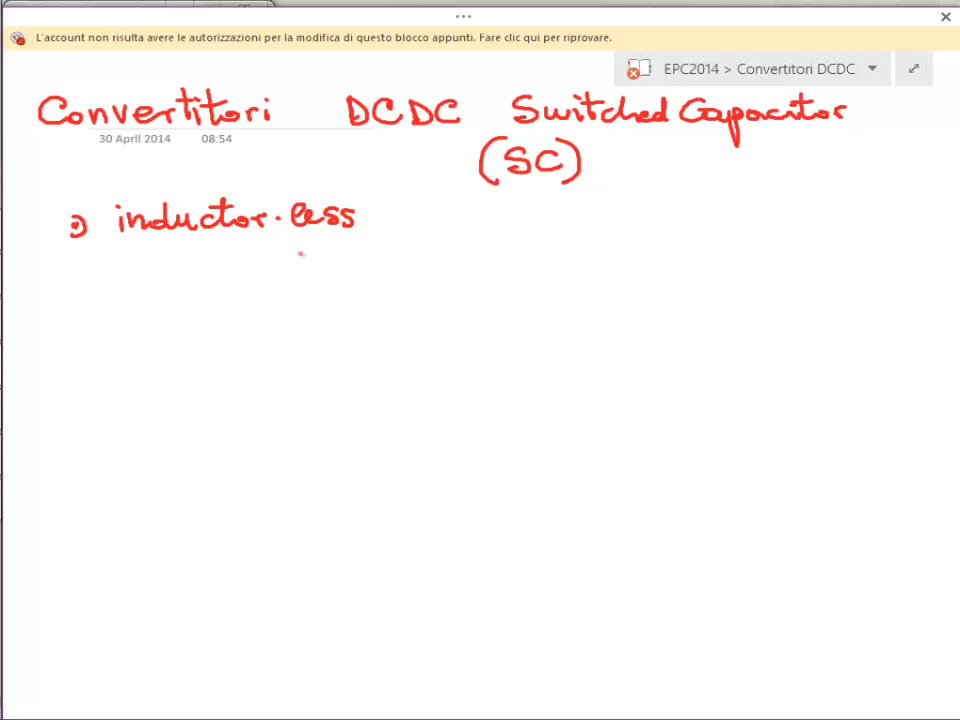 L'account non risulta avere le autorizzazioni per la modifica di questo blocco appunti. Fare clic qui per riprovare.
EPC2014 > Convertitori DCDC
Convertitori DCDC Switched Capacitor
30 April 2014 08:54
(SC)
inductor-less